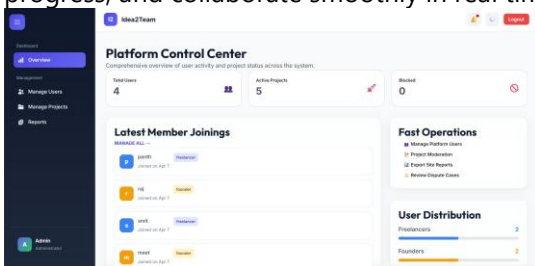 progress, and collaborate smoothly in real tim
Idea2Team
Logout
Dashboard
Overview
Management
Manage Users
Manage Projects
Reports
Platform Control Center
Comprehensive overview of user activity and project status across the system.
Total Users
4
Active Projects
5
Blocked
0
Latest Member Joinings
MANAGE ALL →
P
parth
Freelancer
Joined on Apr 7
r
raj
Founder
Joined on Apr 7
s
smit
Freelancer
Joined on Apr 7
m
meet
Founder
Joined on Apr 7
Fast Operations
Manage Platform Users
Project Moderation
Export Site Reports
Review Dispute Cases
User Distribution
Freelancers
2
Founders
2
A
Admin
Administrator